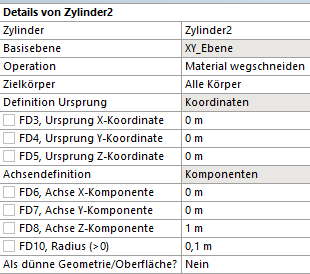 Details von Zylinder2
Zylinder Zylinder2
Basisebene XY_Ebene
Operation Material wegschneiden
Zielkörper Alle Körper
Definition Ursprung Koordinaten
FD3, Ursprung X-Koordinate 0 m
FD4, Ursprung Y-Koordinate 0 m
FD5, Ursprung Z-Koordinate 0 m
Achsendefinition Komponenten
FD6, Achse X-Komponente 0 m
FD7, Achse Y-Komponente 0 m
FD8, Achse Z-Komponente 1 m
FD10, Radius (>0) 0,1 m
Als dünne Geometrie/Oberfläche? Nein